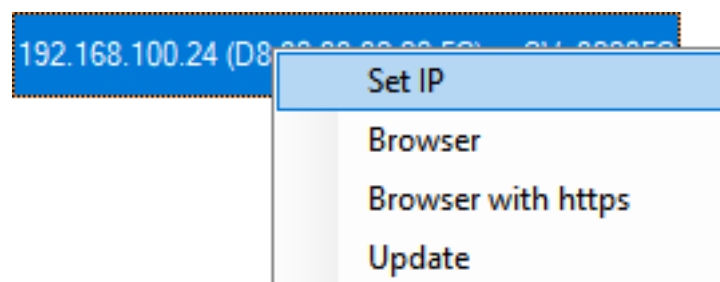 192.168.100.24 (D8
Set IP
Browser
Browser with https
Update